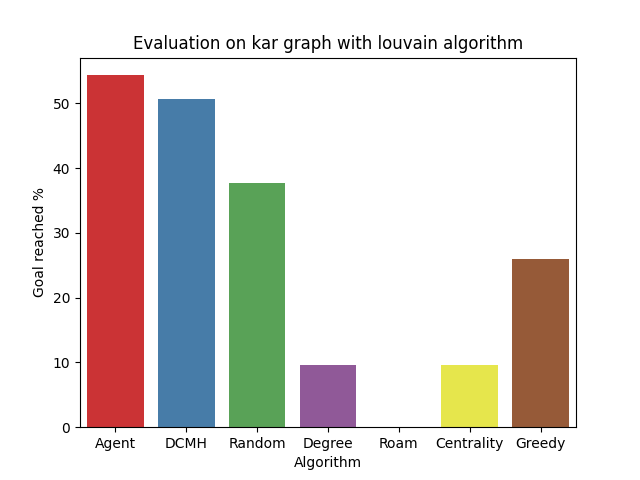 Evaluation on kar graph with louvain algorithm
Goal reached %
50
40
30
20
10
0
Agent DCMH Random Degree Roam Centrality Greedy
Algorithm